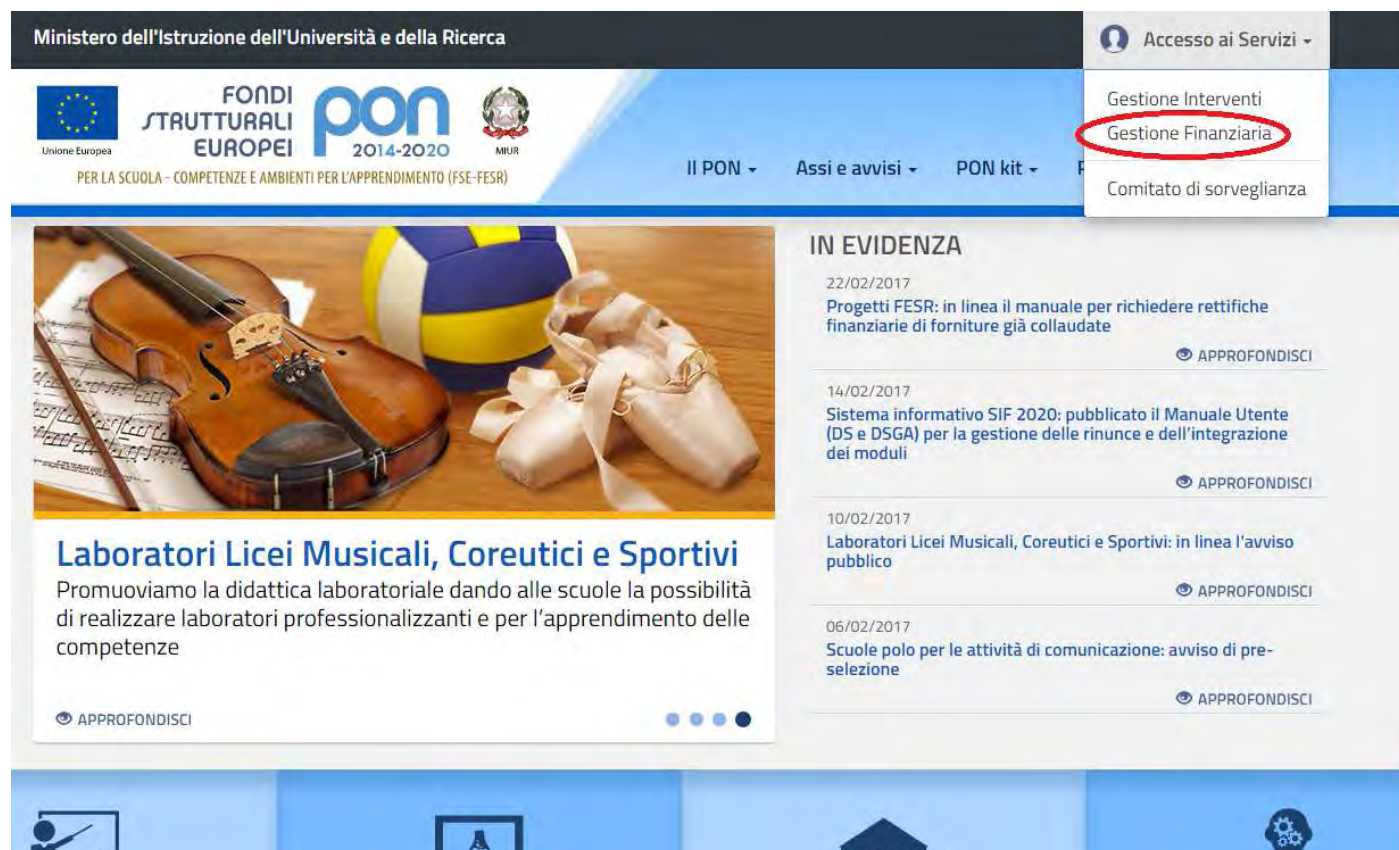 Ministero dell'Istruzione dell'Università e della Ricerca
Accesso ai Servizi
Gestione Interventi
Gestione Finanziaria
Comitato di sorveglianza
Unione Europea
FONDI
STRUTTURALI
EUROPEI
pon
2014-2020
MIUR
PER LA SCUOLA - COMPETENZE E AMBIENTI PER L'APPRENDIMENTO (FSE-FESR)
Il PON
Assi e avvisi
PON kit
IN EVIDENZA
22/02/2017
Progetti FESR: in linea il manuale per richiedere rettifiche
finanziarie di forniture già collaudate
APPROFONDISCI
14/02/2017
Sistema informativo SIF 2020: pubblicato il Manuale Utente
(DS e DSGA) per la gestione delle rinunce e dell'integrazione
dei moduli
APPROFONDISCI
10/02/2017
Laboratori Licei Musicali, Coreutici e Sportivi: in linea l'avviso
pubblico
APPROFONDISCI
06/02/2017
Scuole polo per le attività di comunicazione: avviso di pre-
selezione
APPROFONDISCI
Laboratori Licei Musicali, Coreutici e Sportivi
Promuoviamo la didattica laboratoriale dando alle scuole la possibilità
di realizzare laboratori professionalizzanti e per l'apprendimento delle
competenze
APPROFONDISCI